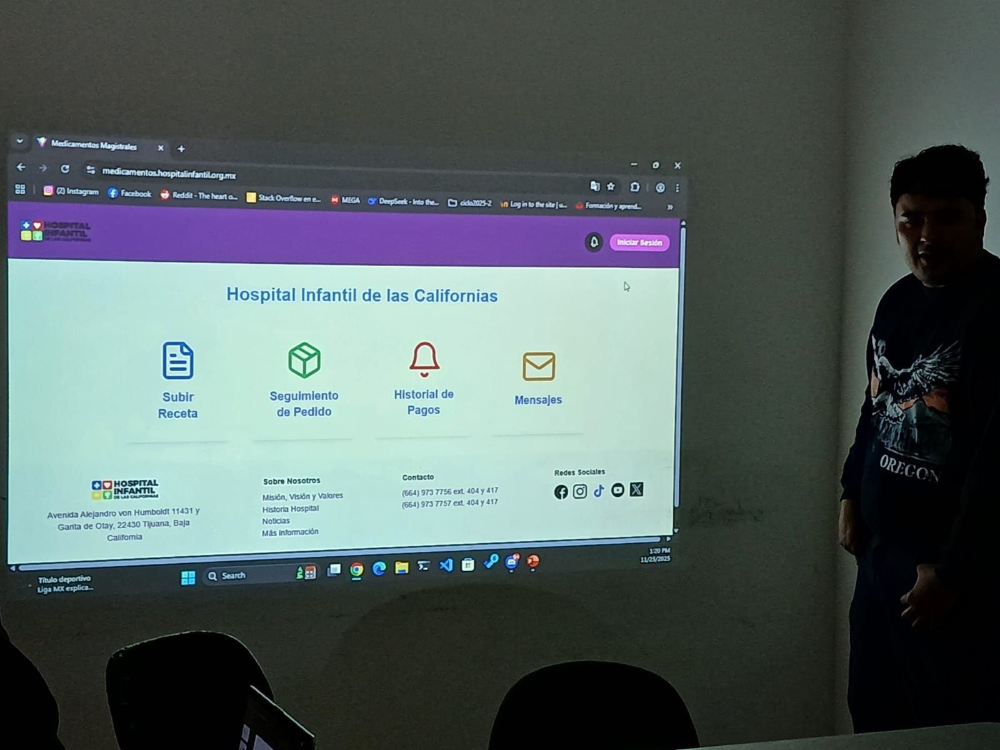 Medicamentos Magistrales
medicamentos.hospitalinfantil.org.mx
(2) Instagram
Facebook
Reddit - The heart o...
Stack Overflow en e...
MEGA
DeepSeek - Into the...
ciclo2025-2
Log in to the site | u...
Formación y aprend...
HOSPITAL
INFANTIL
DE LAS CALIFORNIAS
Iniciar Sesión
Hospital Infantil de las Californias
Subir
Receta
Seguimiento
de Pedido
Historial de
Pagos
Mensajes
HOSPITAL
INFANTIL
DE LAS CALIFORNIAS
Avenida Alejandro von Humboldt 11431 y
Garita de Otay, 22430 Tijuana, Baja
California
Sobre Nosotros
Misión, Visión y Valores
Historia Hospital
Noticias
Más Información
Contacto
(664) 973 7756 ext. 404 y 417
(664) 973 7757 ext. 404 y 417
Redes Sociales
Título deportivo
Liga MX explica...
Search
1:20 PM
11/25/2025
OREGON